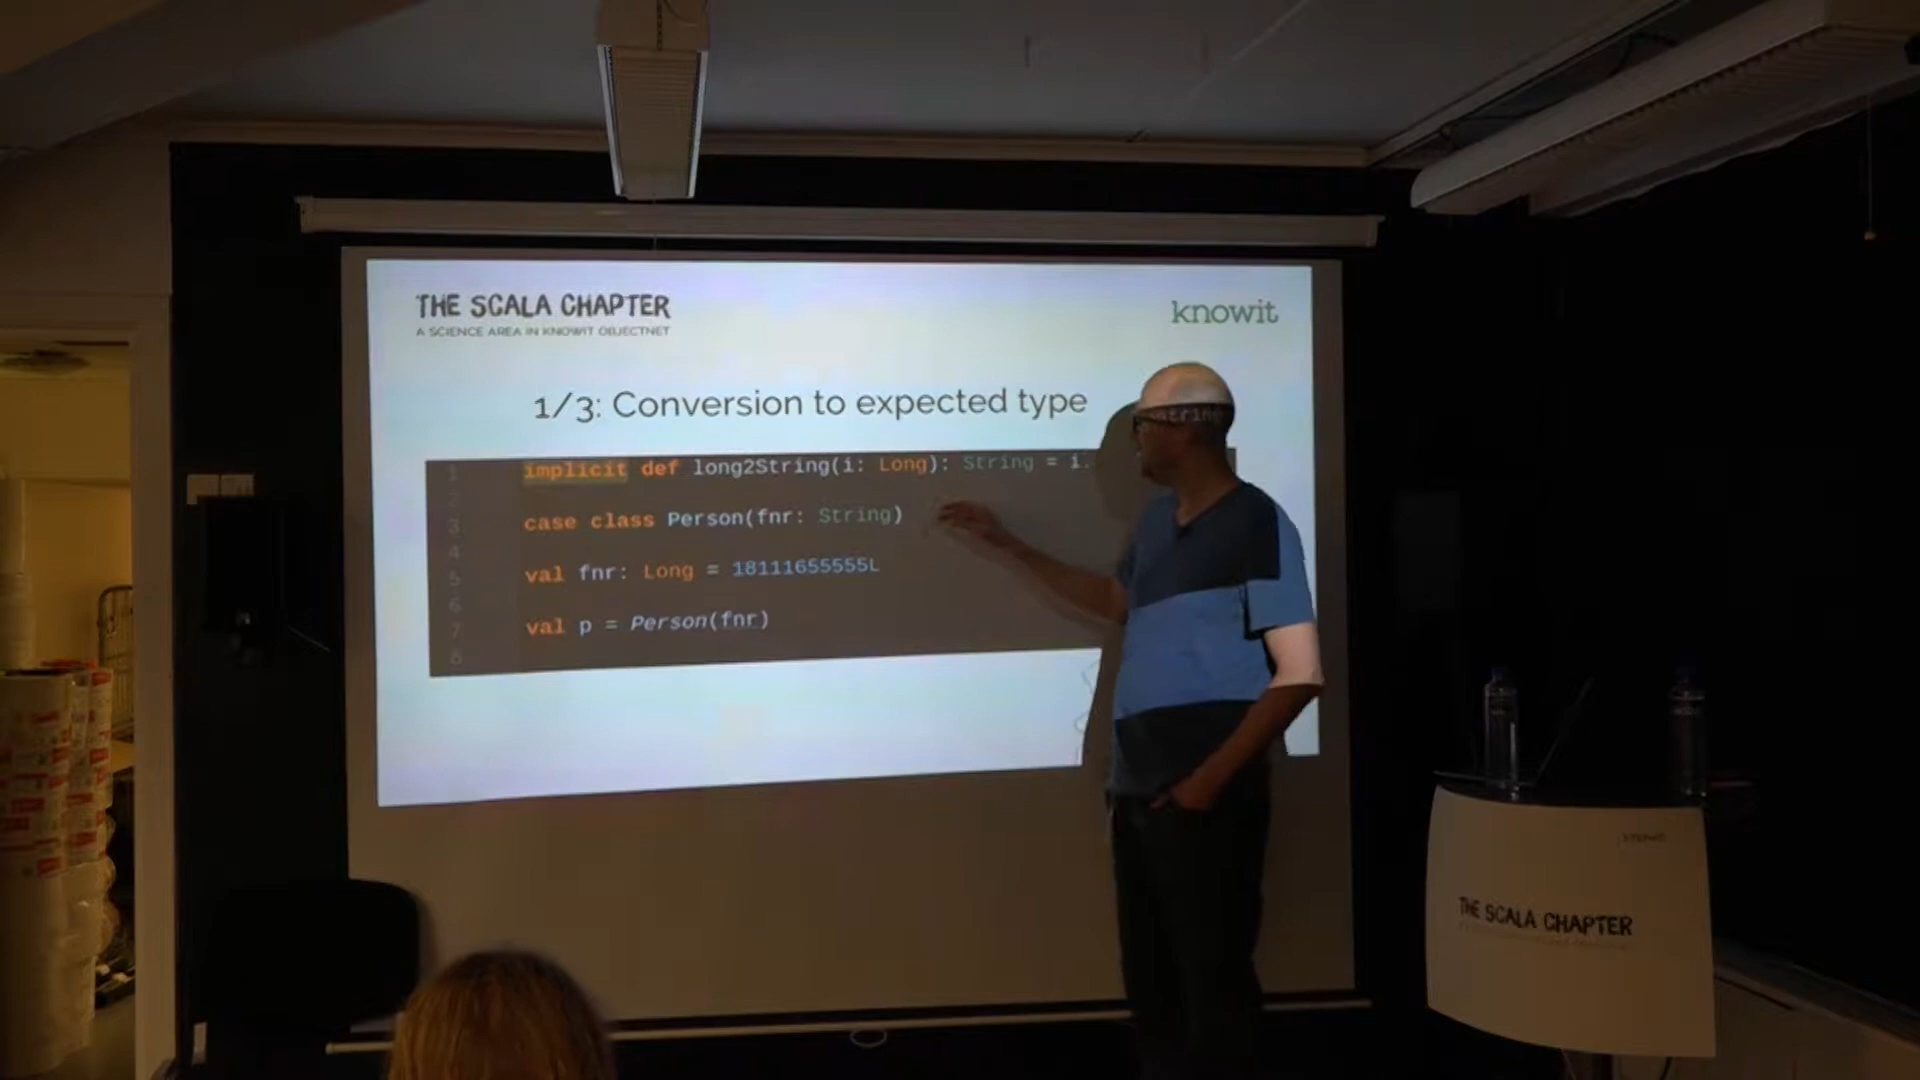 THE SCALA CHAPTER
A SCIENCE AREA IN KNOWIT OBJECTNET
knowit
1/3: Conversion to expected type
1 implicit def long2String(i: Long): String = i.
2
3 case class Person(fnr: String)
4
5 val fnr: Long = 18111655555L
6
7 val p = Person(fnr)
8
knowit
THE SCALA CHAPTER